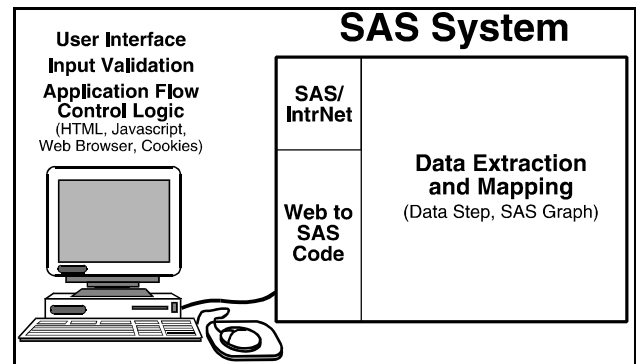 SAS System
User Interface
Input Validation
Application Flow
Control Logic
(HTML, Javascript,
Web Browser, Cookies)
SAS/
IntrNet
Web to
SAS
Code
Data Extraction
and Mapping
(Data Step, SAS Graph)